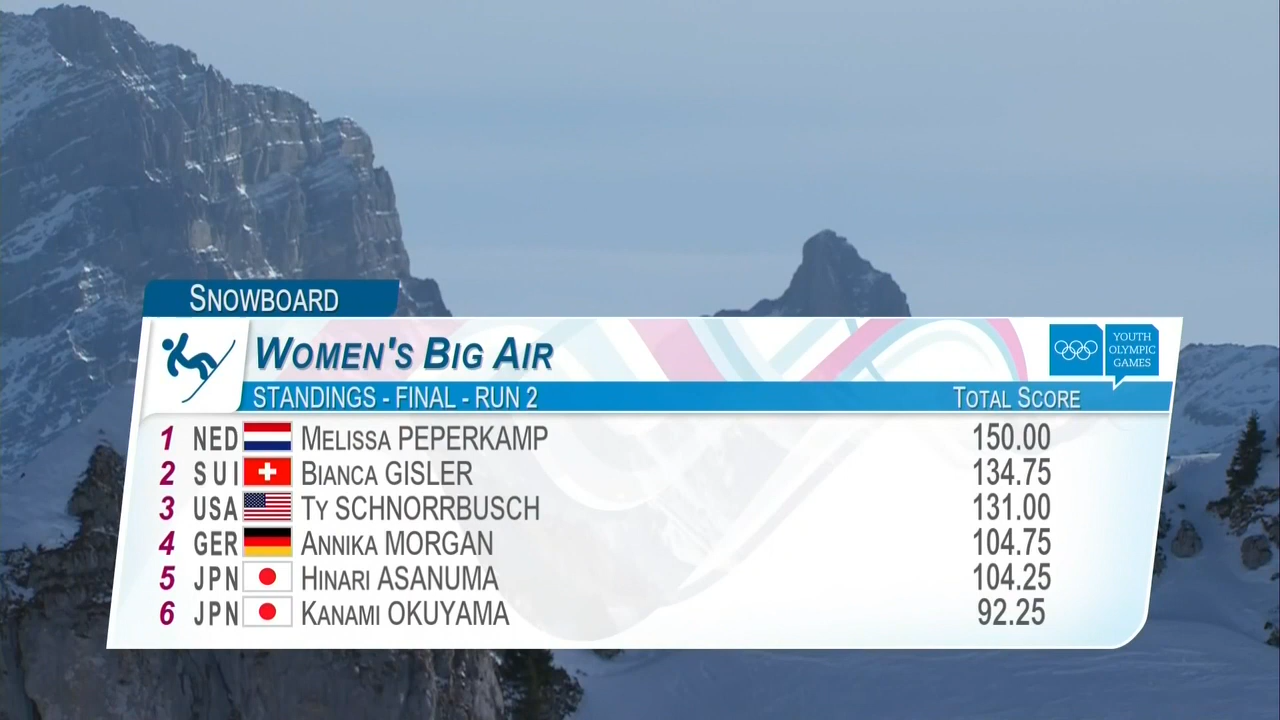 SNOWBOARD
WOMEN'S BIG AIR
YOUTH
OLYMPIC
GAMES
STANDINGS - FINAL - RUN 2 TOTAL SCORE
1 NED MELISSA PEPERKAMP 150.00
2 SUI BIANCA GISLER 134.75
3 USA TY SCHNORRBUSCH 131.00
4 GER ANNIKA MORGAN 104.75
5 JPN HINARI ASANUMA 104.25
6 JPN KANAMI OKUYAMA 92.25